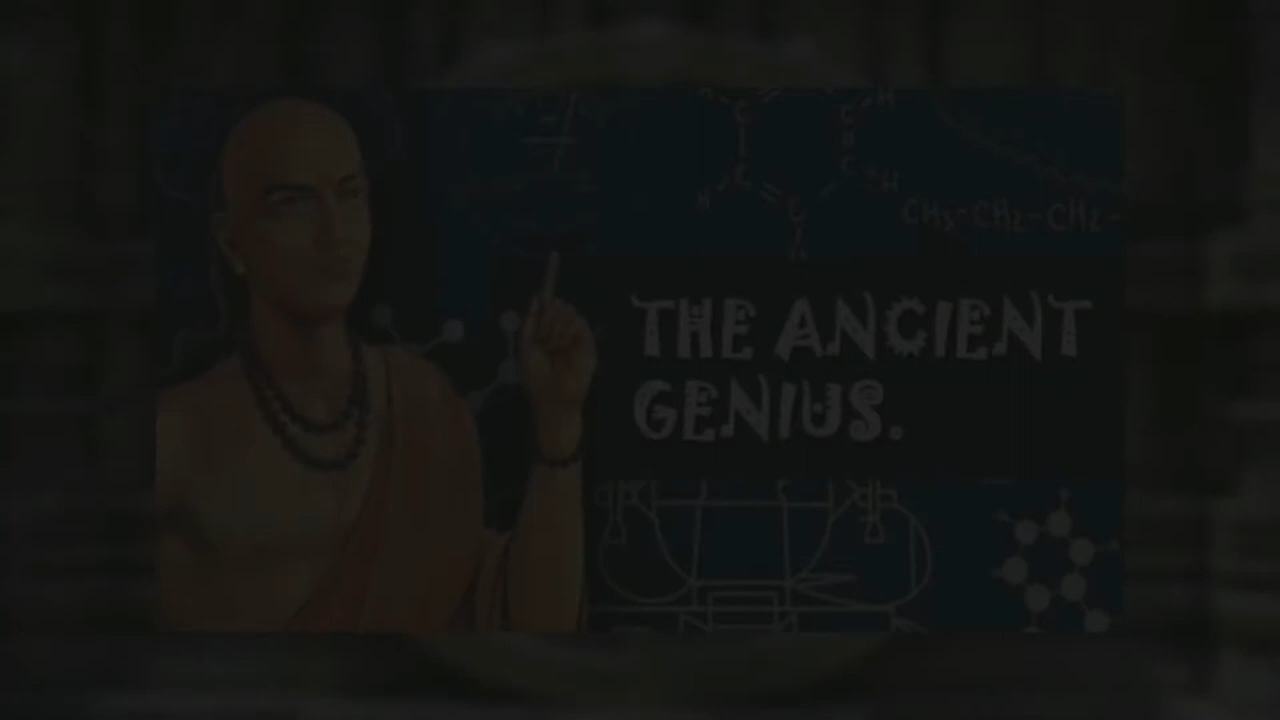 CH₃-CH₂-CH₂-
THE ANCIENT
GENIUS.